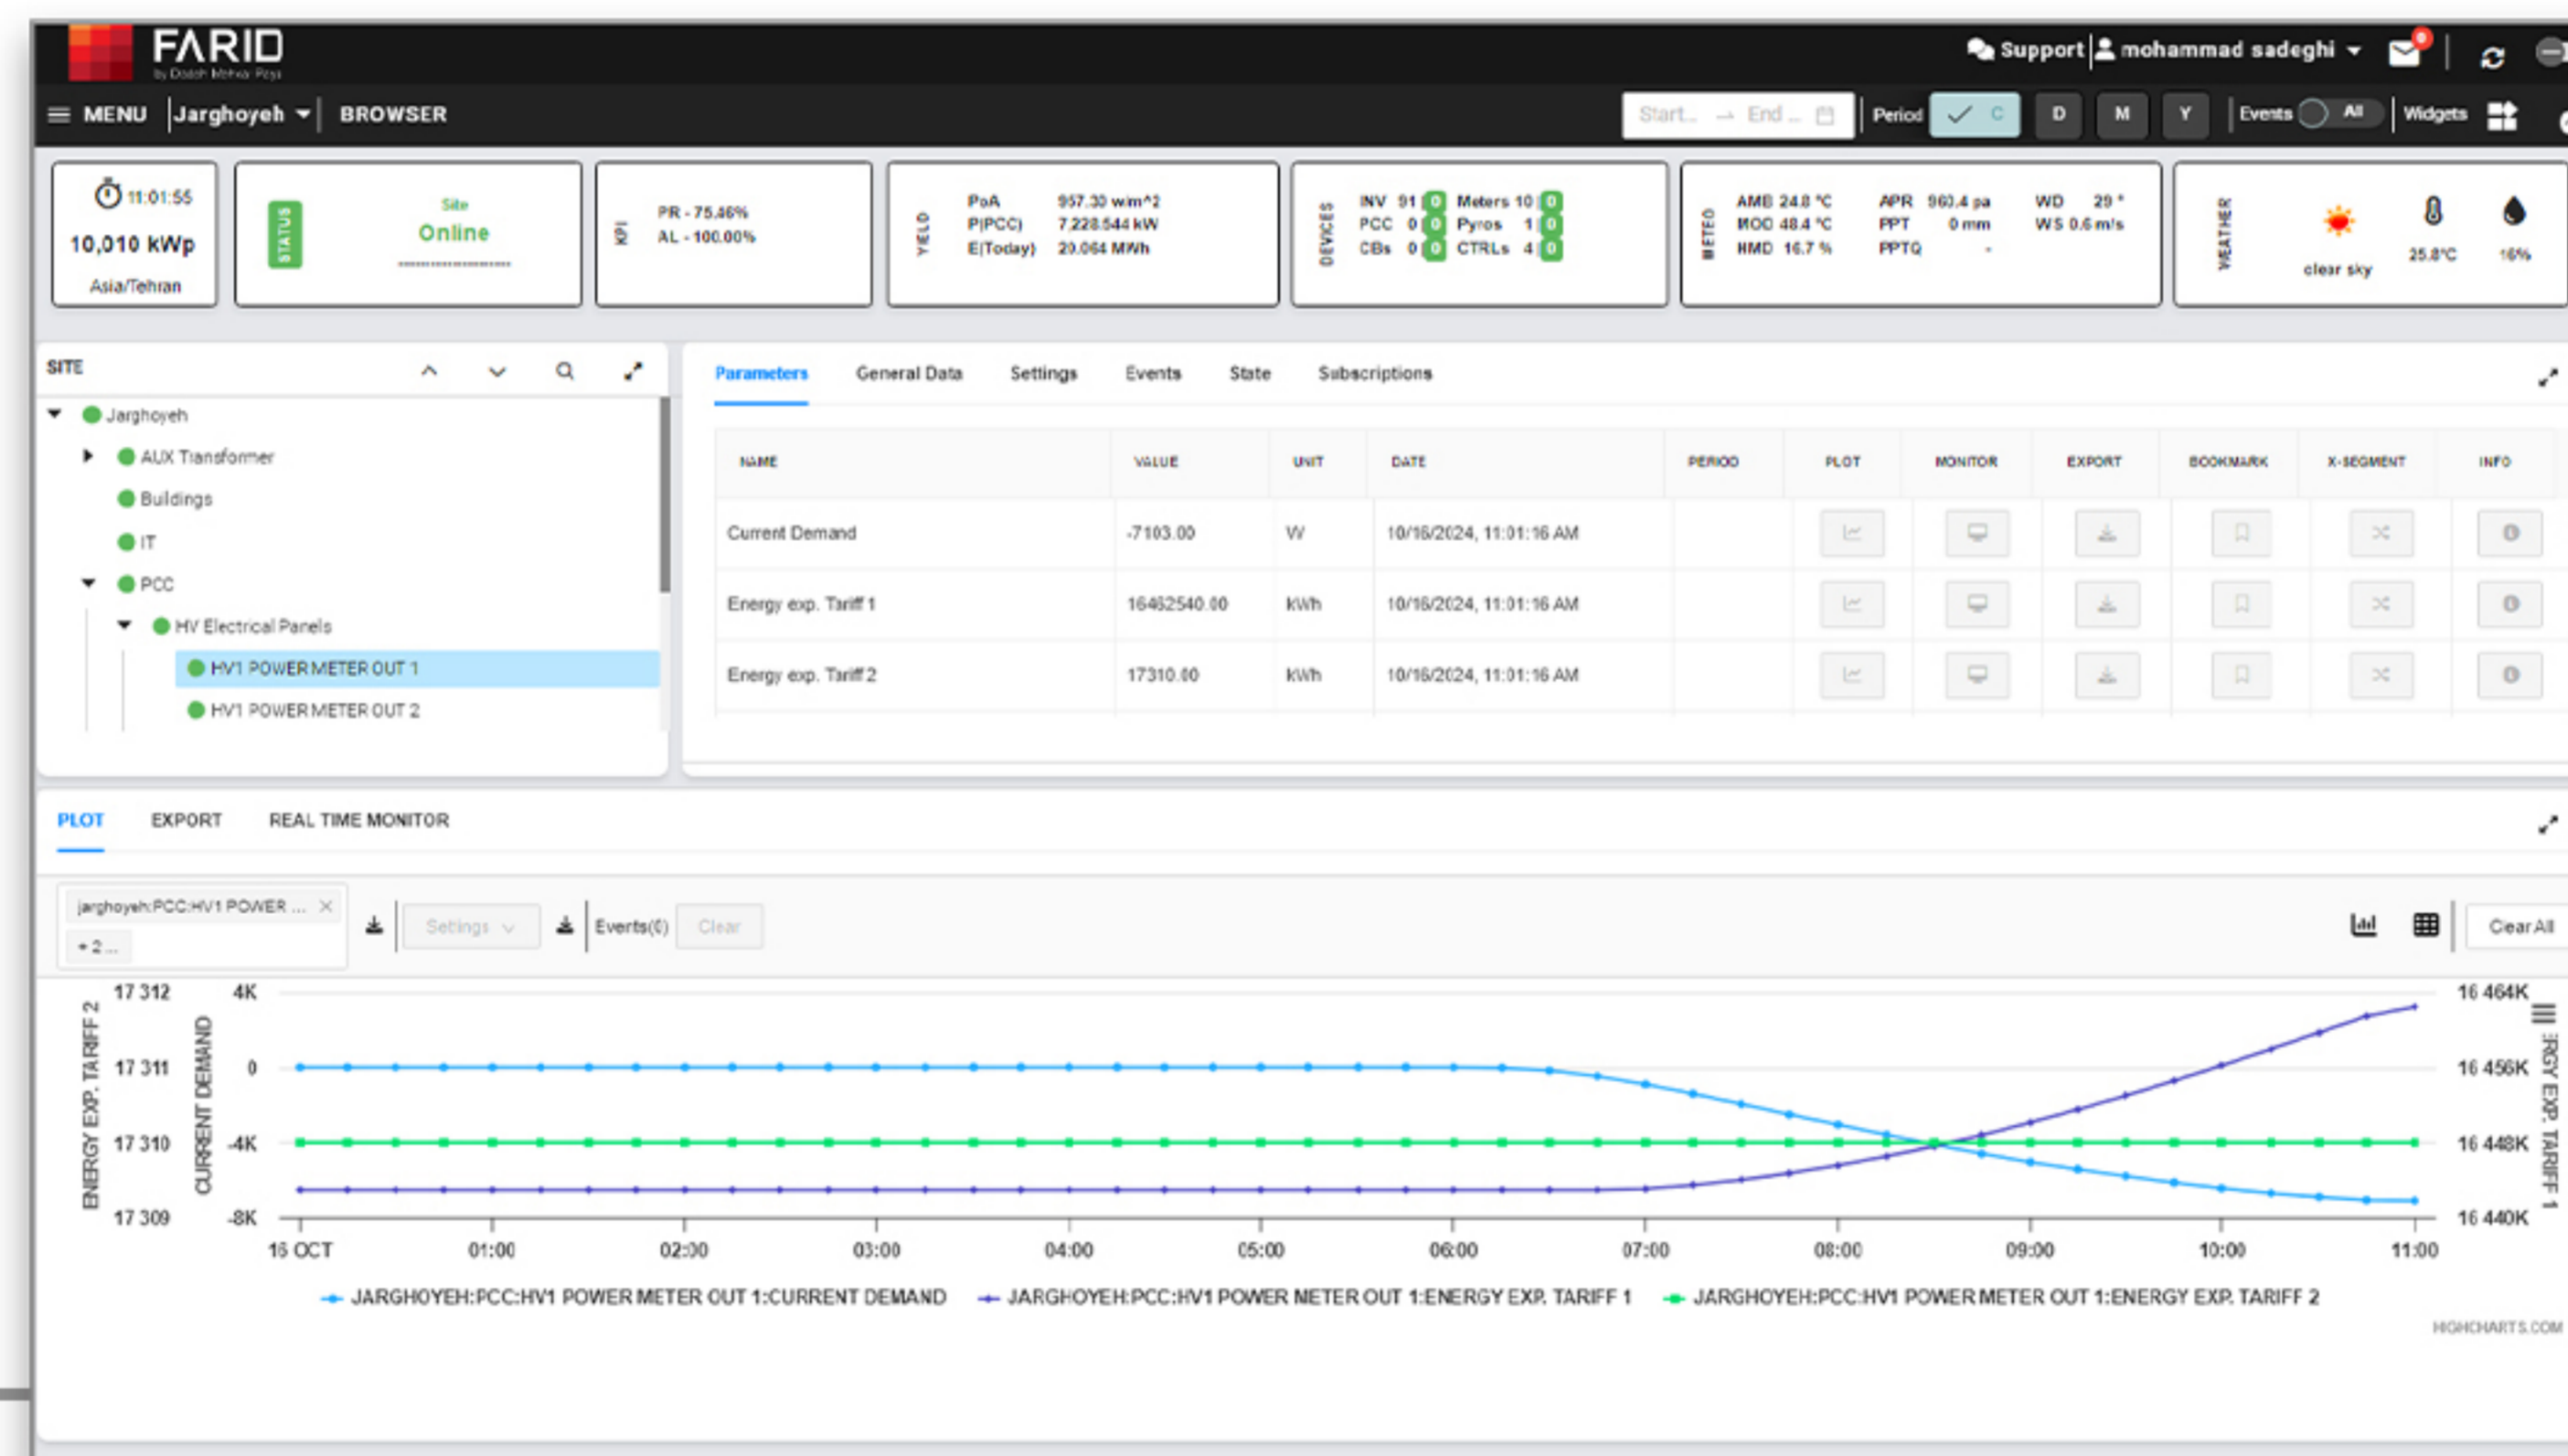 FARID
by Dadeh Mehvar Paya
Support mohammad sadeghi
MENU Jarghoyeh BROWSER
Start... → End ... Period C D M Y Events All Widgets
11:01:55
10,010 kWp
Asia/Tehran
STATUS
Site
Online
KPI
PR - 75.46%
AL - 100.00%
YIELD
PoA 957.30 w/m^2
P(PCC) 7,228.544 kW
E(Today) 29.064 MWh
DEVICES
INV 91 0 Meters 10 0
PCC 0 0 Pyros 1 0
CBs 0 0 CTRLs 4 0
METEO
AMB 24.8 °C APR 960.4 pa WD 29 °
MOD 48.4 °C PPT 0 mm WS 0.6 m/s
HMD 16.7 % PPTQ -
WEATHER
clear sky
25.8°C
16%
SITE
Jarghoyeh
AUX Transformer
Buildings
IT
PCC
HV Electrical Panels
HV1 POWER METER OUT 1
HV1 POWER METER OUT 2
Parameters General Data Settings Events State Subscriptions
NAME VALUE UNIT DATE PERIOD PLOT MONITOR EXPORT BOOKMARK X-SEGMENT INFO
Current Demand -7103.00 W 10/16/2024, 11:01:16 AM
Energy exp. Tariff 1 16462540.00 kWh 10/16/2024, 11:01:16 AM
Energy exp. Tariff 2 17310.00 kWh 10/16/2024, 11:01:16 AM
PLOT EXPORT REAL TIME MONITOR
jarghoyeh:PCC:HV1 POWER ...
+ 2 ...
Settings Events(0) Clear
Clear All
ENERGY EXP. TARIFF 2
17 312
17 311
17 310
17 309
CURRENT DEMAND
4K
0
-4K
-8K
16 464K
16 456K
16 448K
16 440K
ERGY EXP. TARIFF 1
16 OCT 01:00 02:00 03:00 04:00 05:00 06:00 07:00 08:00 09:00 10:00 11:00
JARGHOYEH:PCC:HV1 POWER METER OUT 1:CURRENT DEMAND JARGHOYEH:PCC:HV1 POWER METER OUT 1:ENERGY EXP. TARIFF 1 JARGHOYEH:PCC:HV1 POWER METER OUT 1:ENERGY EXP. TARIFF 2
HIGHCHARTS.COM